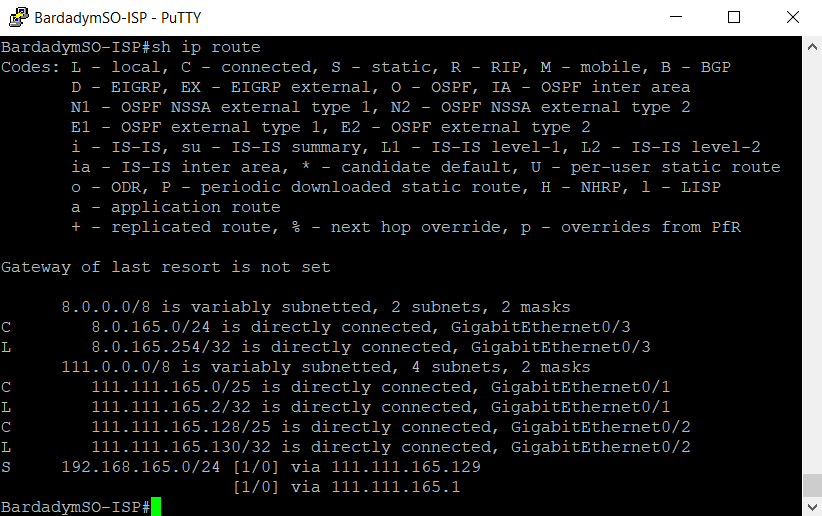 BardadymSO-ISP - PuTTY
BardadymSO-ISP#sh ip route
Codes: L - local, C - connected, S - static, R - RIP, M - mobile, B - BGP
       D - EIGRP, EX - EIGRP external, O - OSPF, IA - OSPF inter area
       N1 - OSPF NSSA external type 1, N2 - OSPF NSSA external type 2
       E1 - OSPF external type 1, E2 - OSPF external type 2
       i - IS-IS, su - IS-IS summary, L1 - IS-IS level-1, L2 - IS-IS level-2
       ia - IS-IS inter area, * - candidate default, U - per-user static route
       o - ODR, P - periodic downloaded static route, H - NHRP, l - LISP
       a - application route
       + - replicated route, % - next hop override, p - overrides from PfR
Gateway of last resort is not set
      8.0.0.0/8 is variably subnetted, 2 subnets, 2 masks
C        8.0.165.0/24 is directly connected, GigabitEthernet0/3
L        8.0.165.254/32 is directly connected, GigabitEthernet0/3
      111.0.0.0/8 is variably subnetted, 4 subnets, 2 masks
C        111.111.165.0/25 is directly connected, GigabitEthernet0/1
L        111.111.165.2/32 is directly connected, GigabitEthernet0/1
C        111.111.165.128/25 is directly connected, GigabitEthernet0/2
L        111.111.165.130/32 is directly connected, GigabitEthernet0/2
S     192.168.165.0/24 [1/0] via 111.111.165.129
                       [1/0] via 111.111.165.1
BardadymSO-ISP#